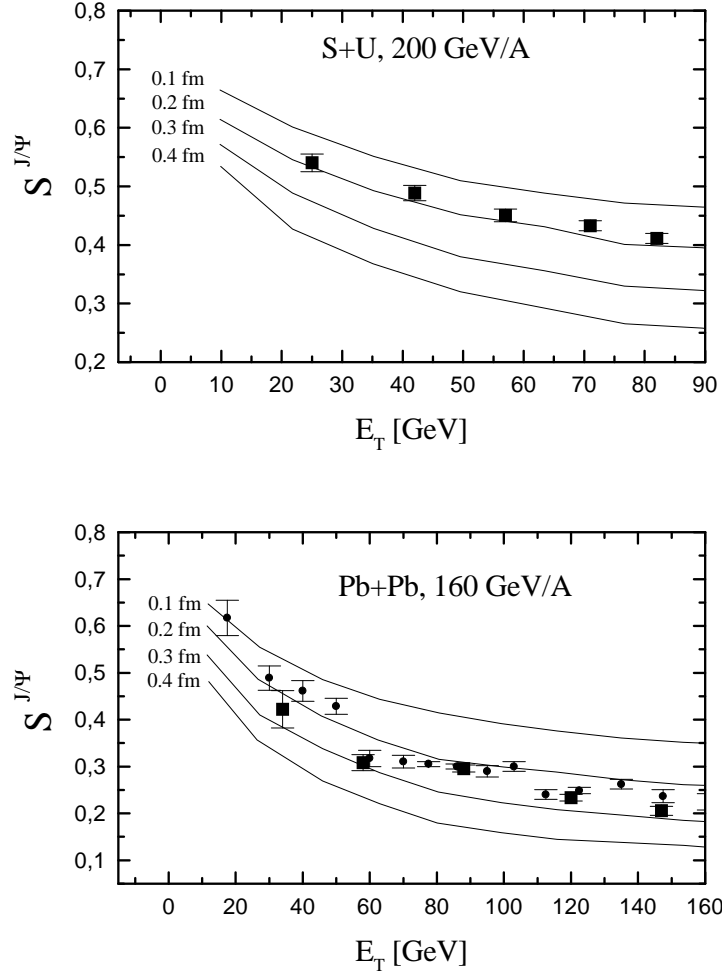 S+U, 200 GeV/A
0,8
0,7
0,6
0,5
0,4
0,3
0,2
0.1 fm
0.2 fm
0.3 fm
0.4 fm
S^J/Ψ
0 10 20 30 40 50 60 70 80 90
E_T [GeV]
Pb+Pb, 160 GeV/A
0,8
0,7
0,6
0,5
0,4
0,3
0,2
0,1
0.1 fm
0.2 fm
0.3 fm
0.4 fm
S^J/Ψ
0 20 40 60 80 100 120 140 160
E_T [GeV]